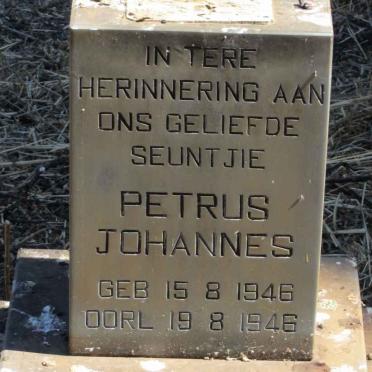 IN TERE
HERINNERING AAN
ONS GELIEFDE
SEUNTJIE
PETRUS
JOHANNES
GEB 15 8 1946
OORL 19 8 1946